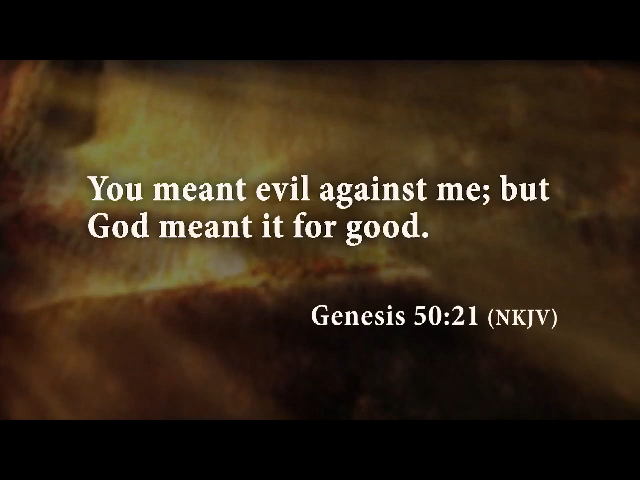 You meant evil against me; but
God meant it for good.
Genesis 50:21 (NKJV)